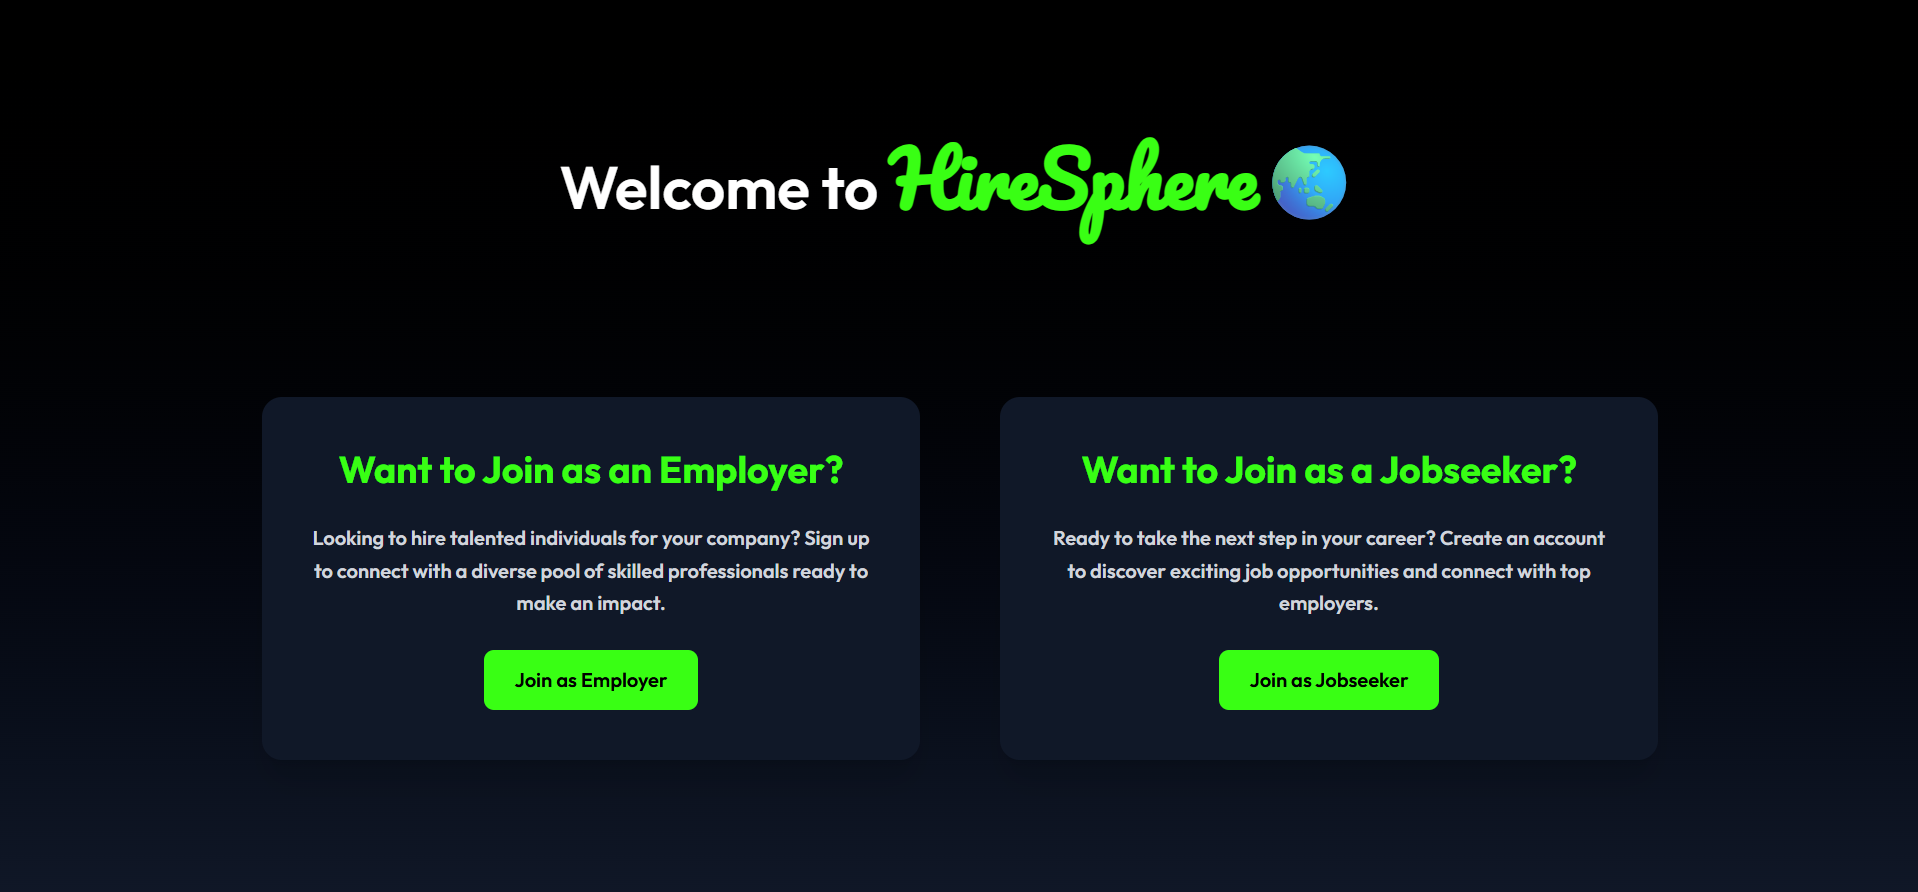 Welcome to HireSphere
Want to Join as an Employer?
Looking to hire talented individuals for your company? Sign up
to connect with a diverse pool of skilled professionals ready to
make an impact.
Join as Employer
Want to Join as a Jobseeker?
Ready to take the next step in your career? Create an account
to discover exciting job opportunities and connect with top
employers.
Join as Jobseeker